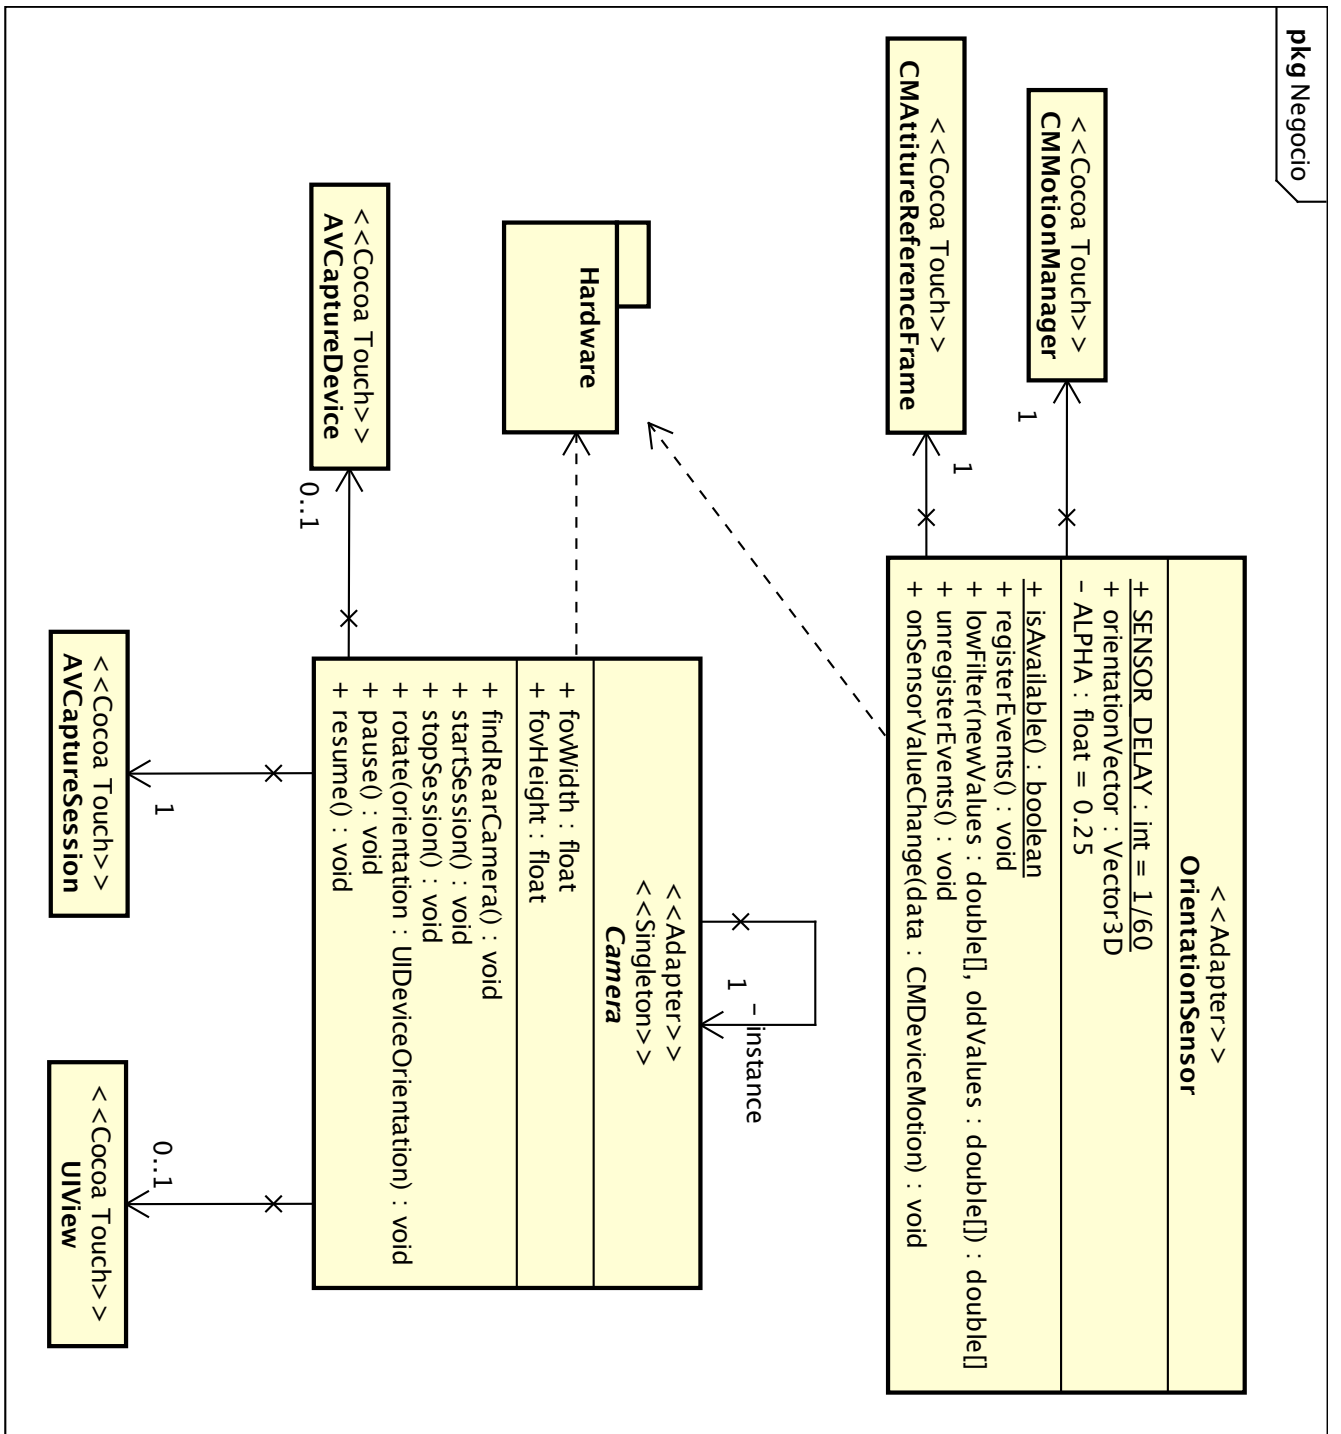 pkg Negocio
<<Cocoa Touch>>
CMMotionManager
1
<<Cocoa Touch>>
CMAttitureReferenceFrame
1
<<Adapter>>
OrientationSensor
+ SENSOR_DELAY : int = 1/60
+ orientationVector : Vector3D
- ALPHA : float = 0.25
+ isAvailable() : boolean
+ registerEvents() : void
+ lowFilter(newValues : double[], oldValues : double[]) : double[]
+ unregisterEvents() : void
+ onSensorValueChange(data : CMDeviceMotion) : void
Hardware
- instance
1
<<Adapter>>
<<Singleton>>
Camera
+ fovWidth : float
+ fovHeight : float
+ findRearCamera() : void
+ startSession() : void
+ stopSession() : void
+ rotate(orientation : UIDeviceOrientation) : void
+ pause() : void
+ resume() : void
<<Cocoa Touch>>
AVCaptureDevice
0..1
1
<<Cocoa Touch>>
AVCaptureSession
0..1
<<Cocoa Touch>>
UIView